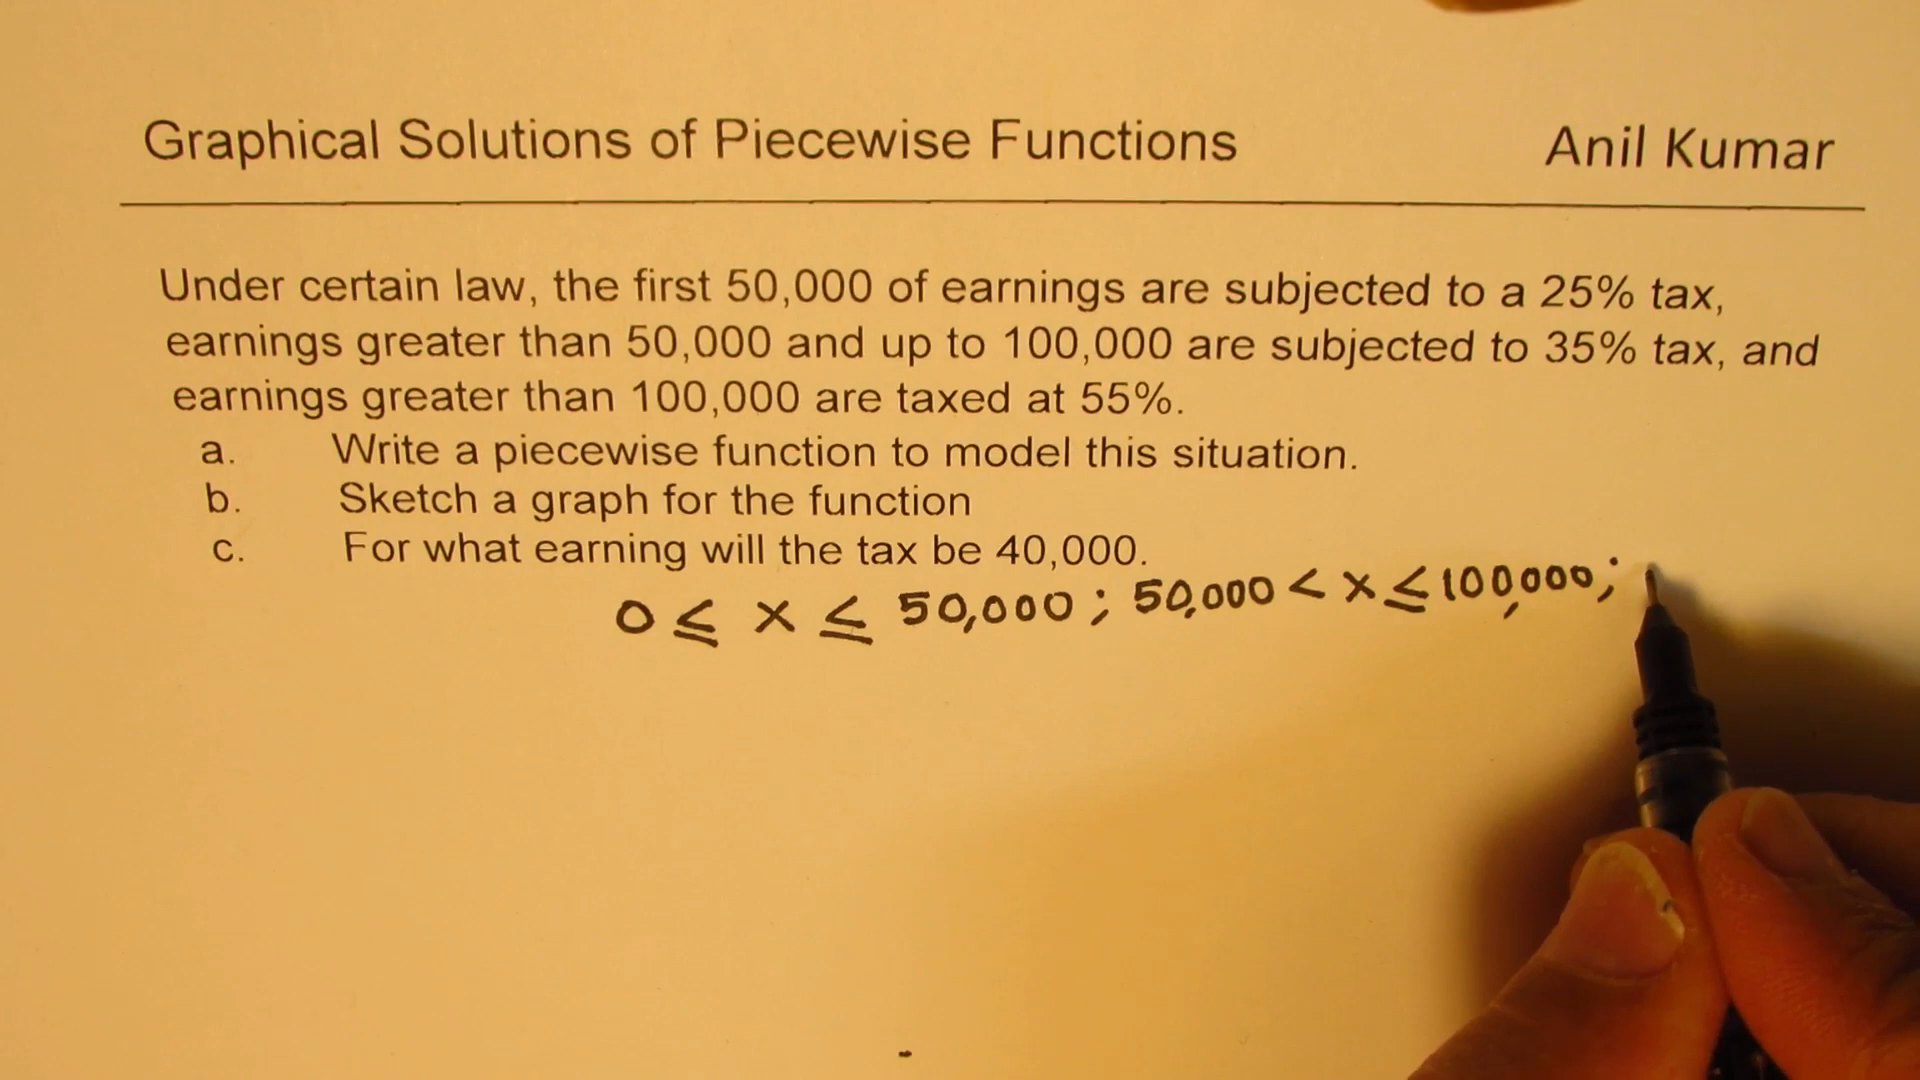 Graphical Solutions of Piecewise Functions Anil Kumar
Under certain law, the first 50,000 of earnings are subjected to a 25% tax,
earnings greater than 50,000 and up to 100,000 are subjected to 35% tax, and
earnings greater than 100,000 are taxed at 55%.
a. Write a piecewise function to model this situation.
b. Sketch a graph for the function
c. For what earning will the tax be 40,000.
0 ≤ x ≤ 50,000 ; 50,000 < x ≤ 100,000 ;